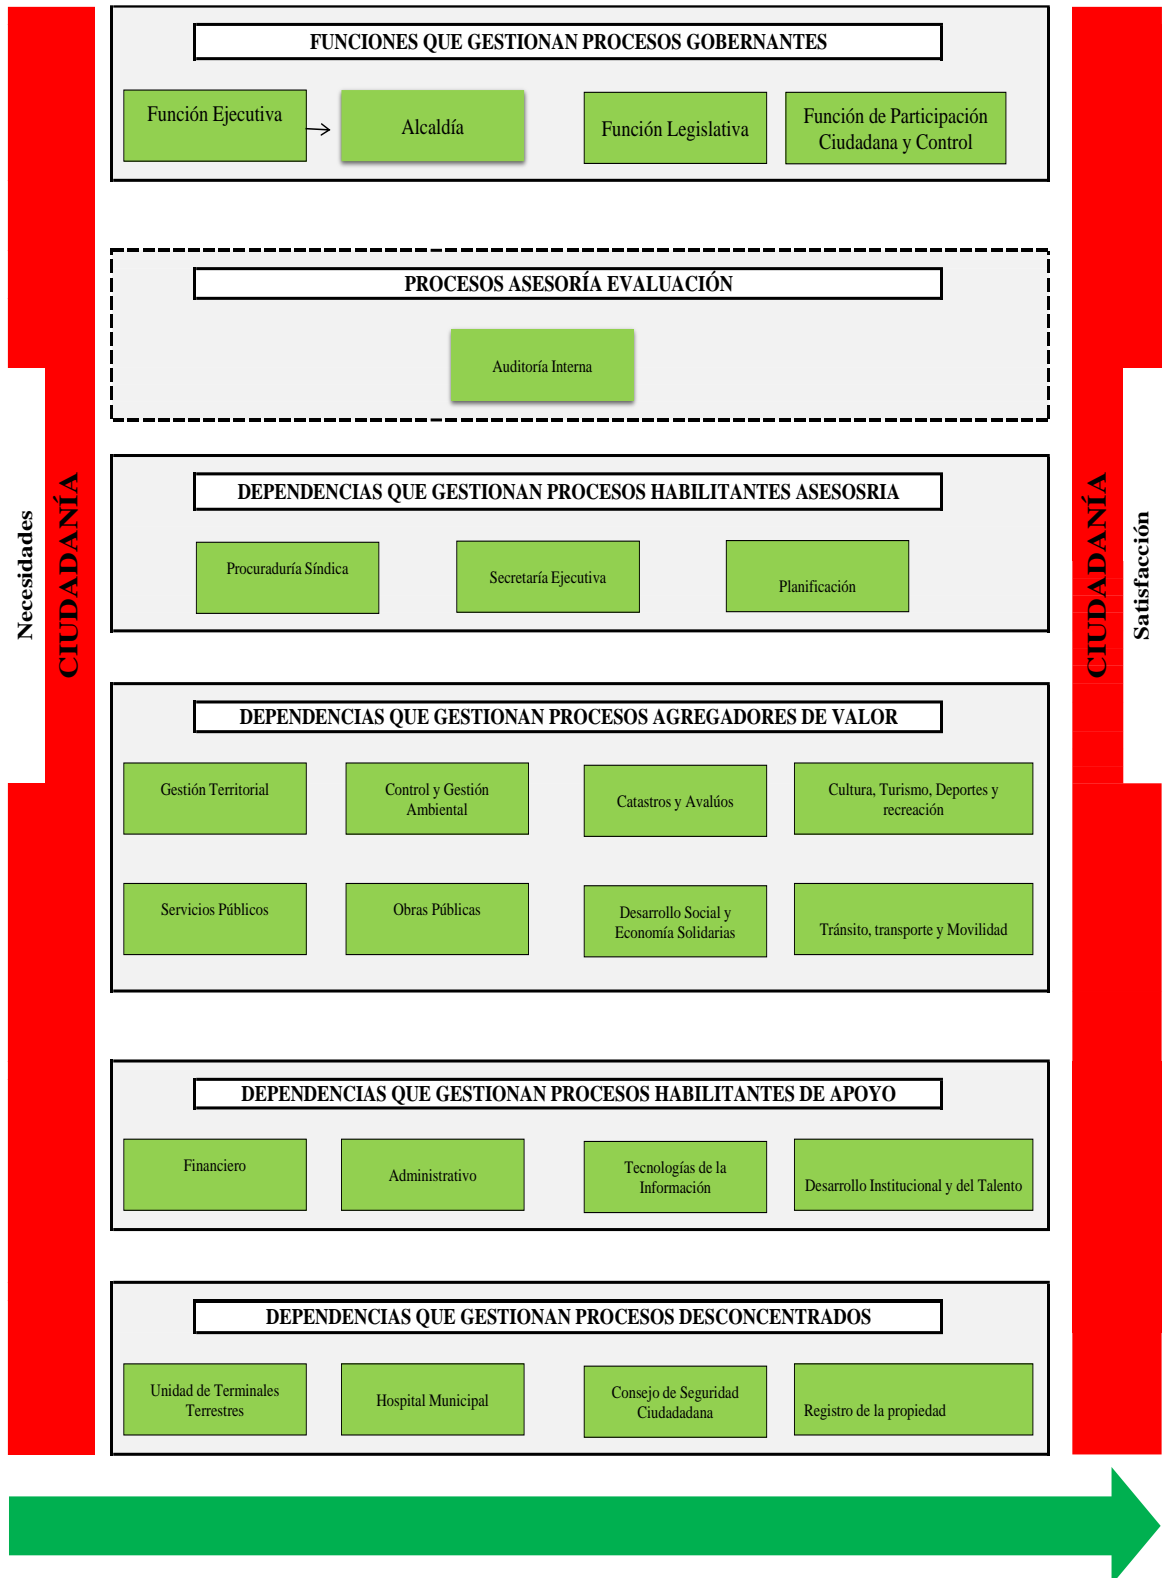 FUNCIONES QUE GESTIONAN PROCESOS GOBERNANTES
Función Ejecutiva
Alcaldía
Función Legislativa
Función de Participación
Ciudadana y Control
PROCESOS ASESORÍA EVALUACIÓN
Auditoría Interna
Necesidades
CIUDADANÍA
DEPENDENCIAS QUE GESTIONAN PROCESOS HABILITANTES ASESOSRIA
Procuraduría Síndica
Secretaría Ejecutiva
Planificación
CIUDADANÍA
Satisfacción
DEPENDENCIAS QUE GESTIONAN PROCESOS AGREGADORES DE VALOR
Gestión Territorial
Control y Gestión
Ambiental
Catastros y Avalúos
Cultura, Turismo, Deportes y
recreación
Servicios Públicos
Obras Públicas
Desarrollo Social y
Economía Solidarias
Tránsito, transporte y Movilidad
DEPENDENCIAS QUE GESTIONAN PROCESOS HABILITANTES DE APOYO
Financiero
Administrativo
Tecnologías de la
Información
Desarrollo Institucional y del Talento
DEPENDENCIAS QUE GESTIONAN PROCESOS DESCONCENTRADOS
Unidad de Terminales
Terrestres
Hospital Municipal
Consejo de Seguridad
Ciudadadana
Registro de la propiedad